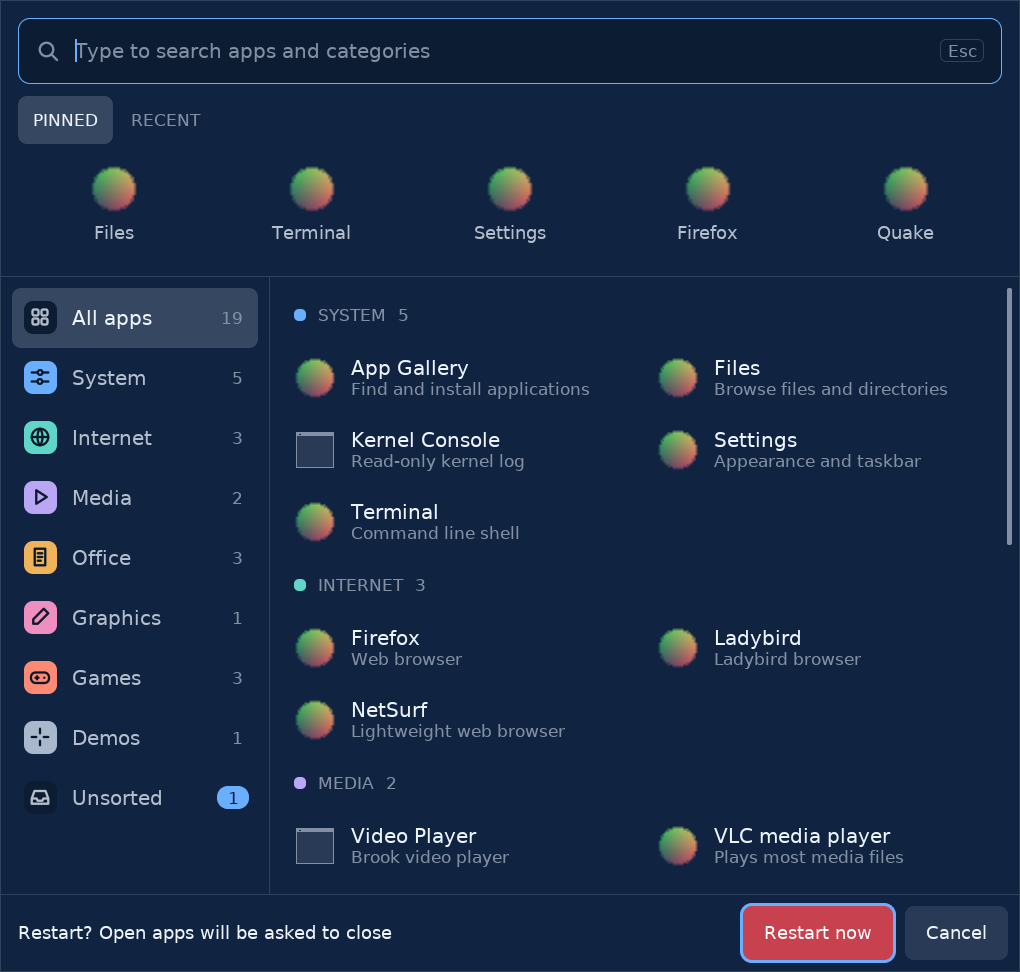 Type to search apps and categories Esc
PINNED RECENT
Files Terminal Settings Firefox Quake
All apps 19
System 5
Internet 3
Media 2
Office 3
Graphics 1
Games 3
Demos 1
Unsorted 1
SYSTEM 5
App Gallery
Find and install applications
Files
Browse files and directories
Kernel Console
Read-only kernel log
Settings
Appearance and taskbar
Terminal
Command line shell
INTERNET 3
Firefox
Web browser
Ladybird
Ladybird browser
NetSurf
Lightweight web browser
MEDIA 2
Video Player
Brook video player
VLC media player
Plays most media files
Restart? Open apps will be asked to close
Restart now Cancel